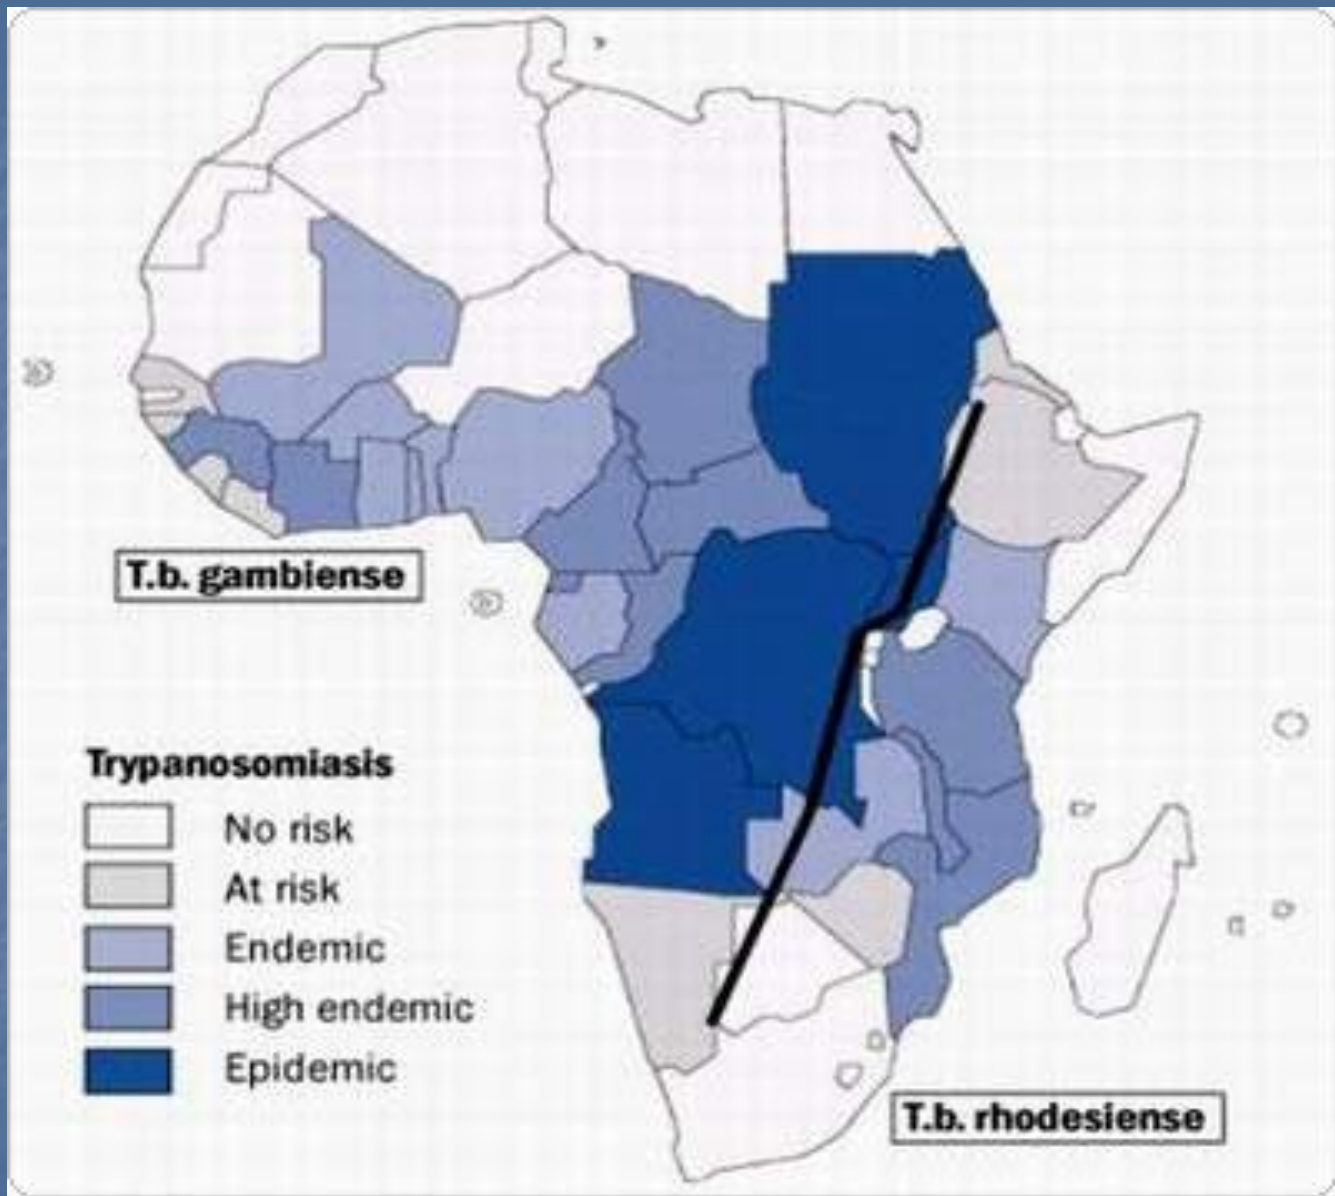 T.b. gambiense
Trypanosomiasis
No risk
At risk
Endemic
High endemic
Epidemic
T.b. rhodesiense